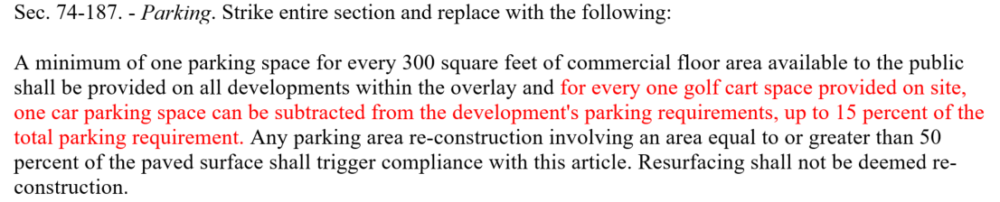 Sec. 74-187. - Parking. Strike entire section and replace with the following:
A minimum of one parking space for every 300 square feet of commercial floor area available to the public
shall be provided on all developments within the overlay and for every one golf cart space provided on site,
one car parking space can be subtracted from the development's parking requirements, up to 15 percent of the
total parking requirement. Any parking area re-construction involving an area equal to or greater than 50
percent of the paved surface shall trigger compliance with this article. Resurfacing shall not be deemed re-
construction.